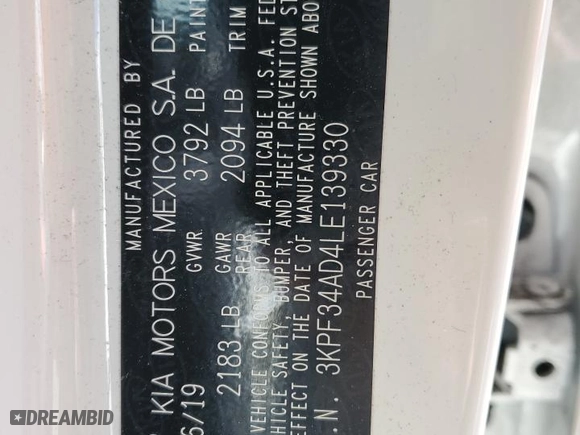 MANUFACTURED BY
KIA MOTORS MEXICO S.A. DE
6/19 GVWR 3792 LB PAINT
GAWR
2183 LB REAR 2094 LB TRIM
VEHICLE CONFORMS TO ALL APPLICABLE U.S.A. FED
HICLE SAFETY, BUMPER, AND THEFT PREVENTION ST
EFFECT ON THE DATE OF MANUFACTURE SHOWN ABO
.N. 3KPF34AD4LE139330
PASSENGER CAR
DREAMBID